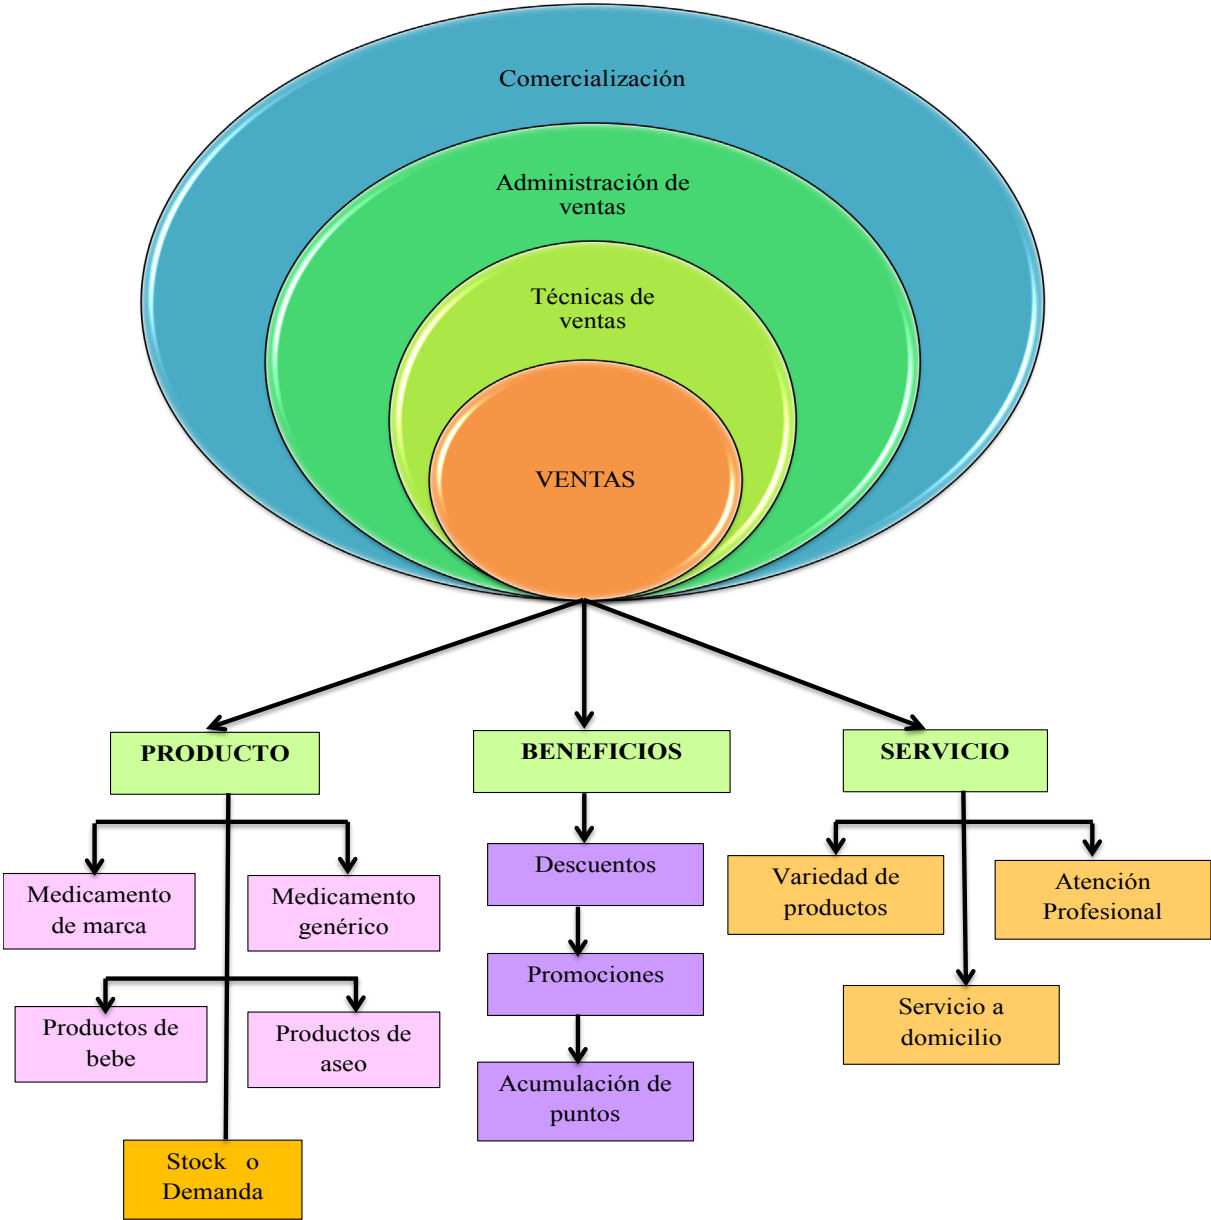 Comercialización
Administración de
ventas
Técnicas de
ventas
VENTAS
PRODUCTO
BENEFICIOS
SERVICIO
Medicamento
de marca
Medicamento
genérico
Productos de
bebe
Productos de
aseo
Stock o
Demanda
Descuentos
Promociones
Acumulación de
puntos
Variedad de
productos
Atención
Profesional
Servicio a
domicilio